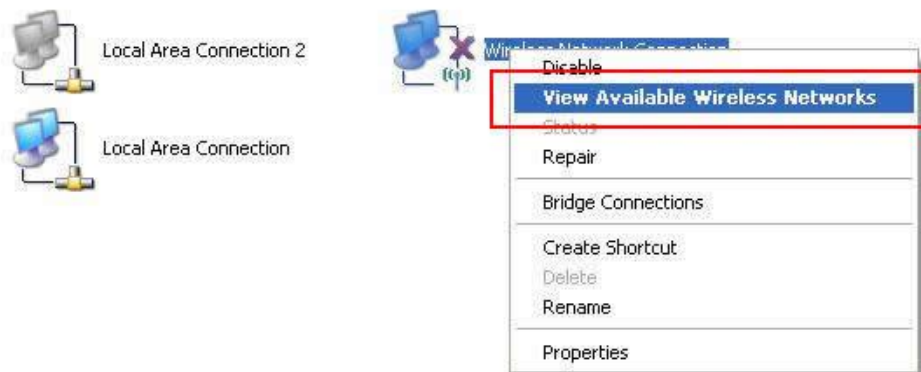 Local Area Connection 2
Wireless Network Connection
Local Area Connection
Disable
View Available Wireless Networks
Status
Repair
Bridge Connections
Create Shortcut
Delete
Rename
Properties